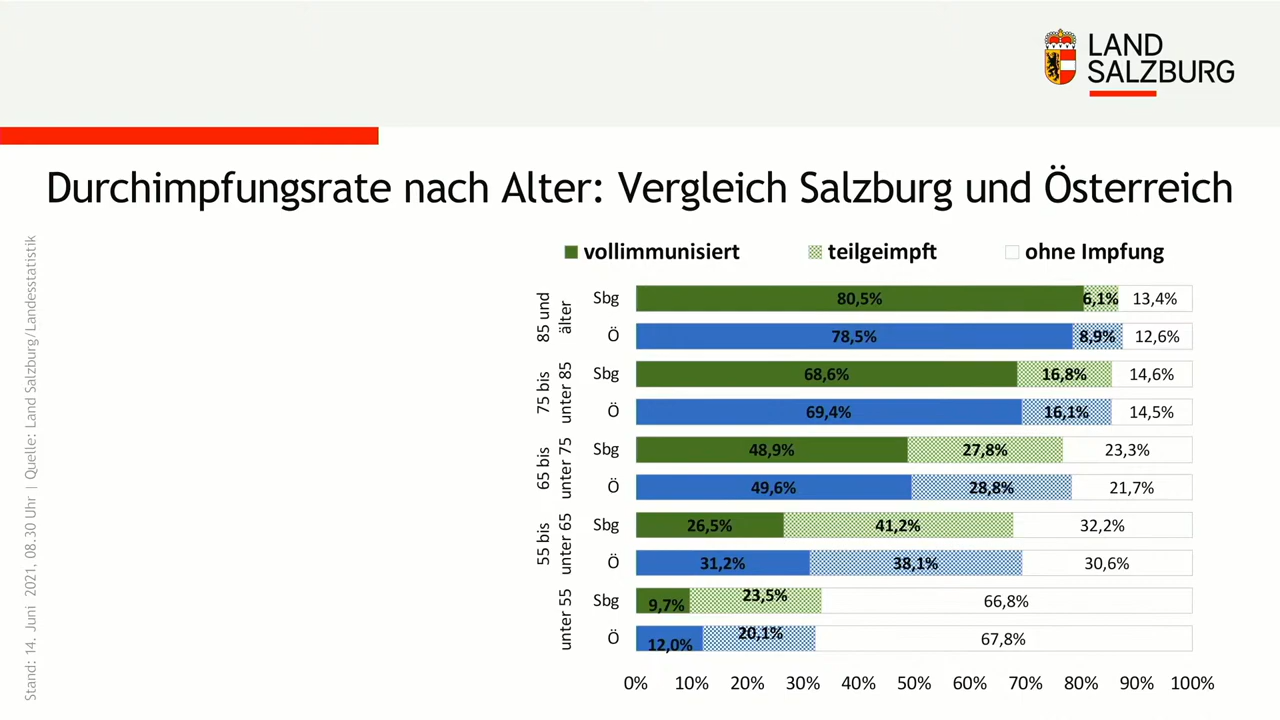 LAND
SALZBURG
Durchimpfungsrate nach Alter: Vergleich Salzburg und Österreich
Stand: 14. Juni 2021, 08.30 Uhr | Quelle: Land Salzburg/Landesstatistik
vollimmunisiert teilgeimpft ohne Impfung
85 und
älter
Sbg 80,5% 6,1% 13,4%
Ö 78,5% 8,9% 12,6%
75 bis
unter 85
Sbg 68,6% 16,8% 14,6%
Ö 69,4% 16,1% 14,5%
65 bis
unter 75
Sbg 48,9% 27,8% 23,3%
Ö 49,6% 28,8% 21,7%
55 bis
unter 65
Sbg 26,5% 41,2% 32,2%
Ö 31,2% 38,1% 30,6%
unter 55
Sbg 9,7% 23,5% 66,8%
Ö 12,0% 20,1% 67,8%
0% 10% 20% 30% 40% 50% 60% 70% 80% 90% 100%